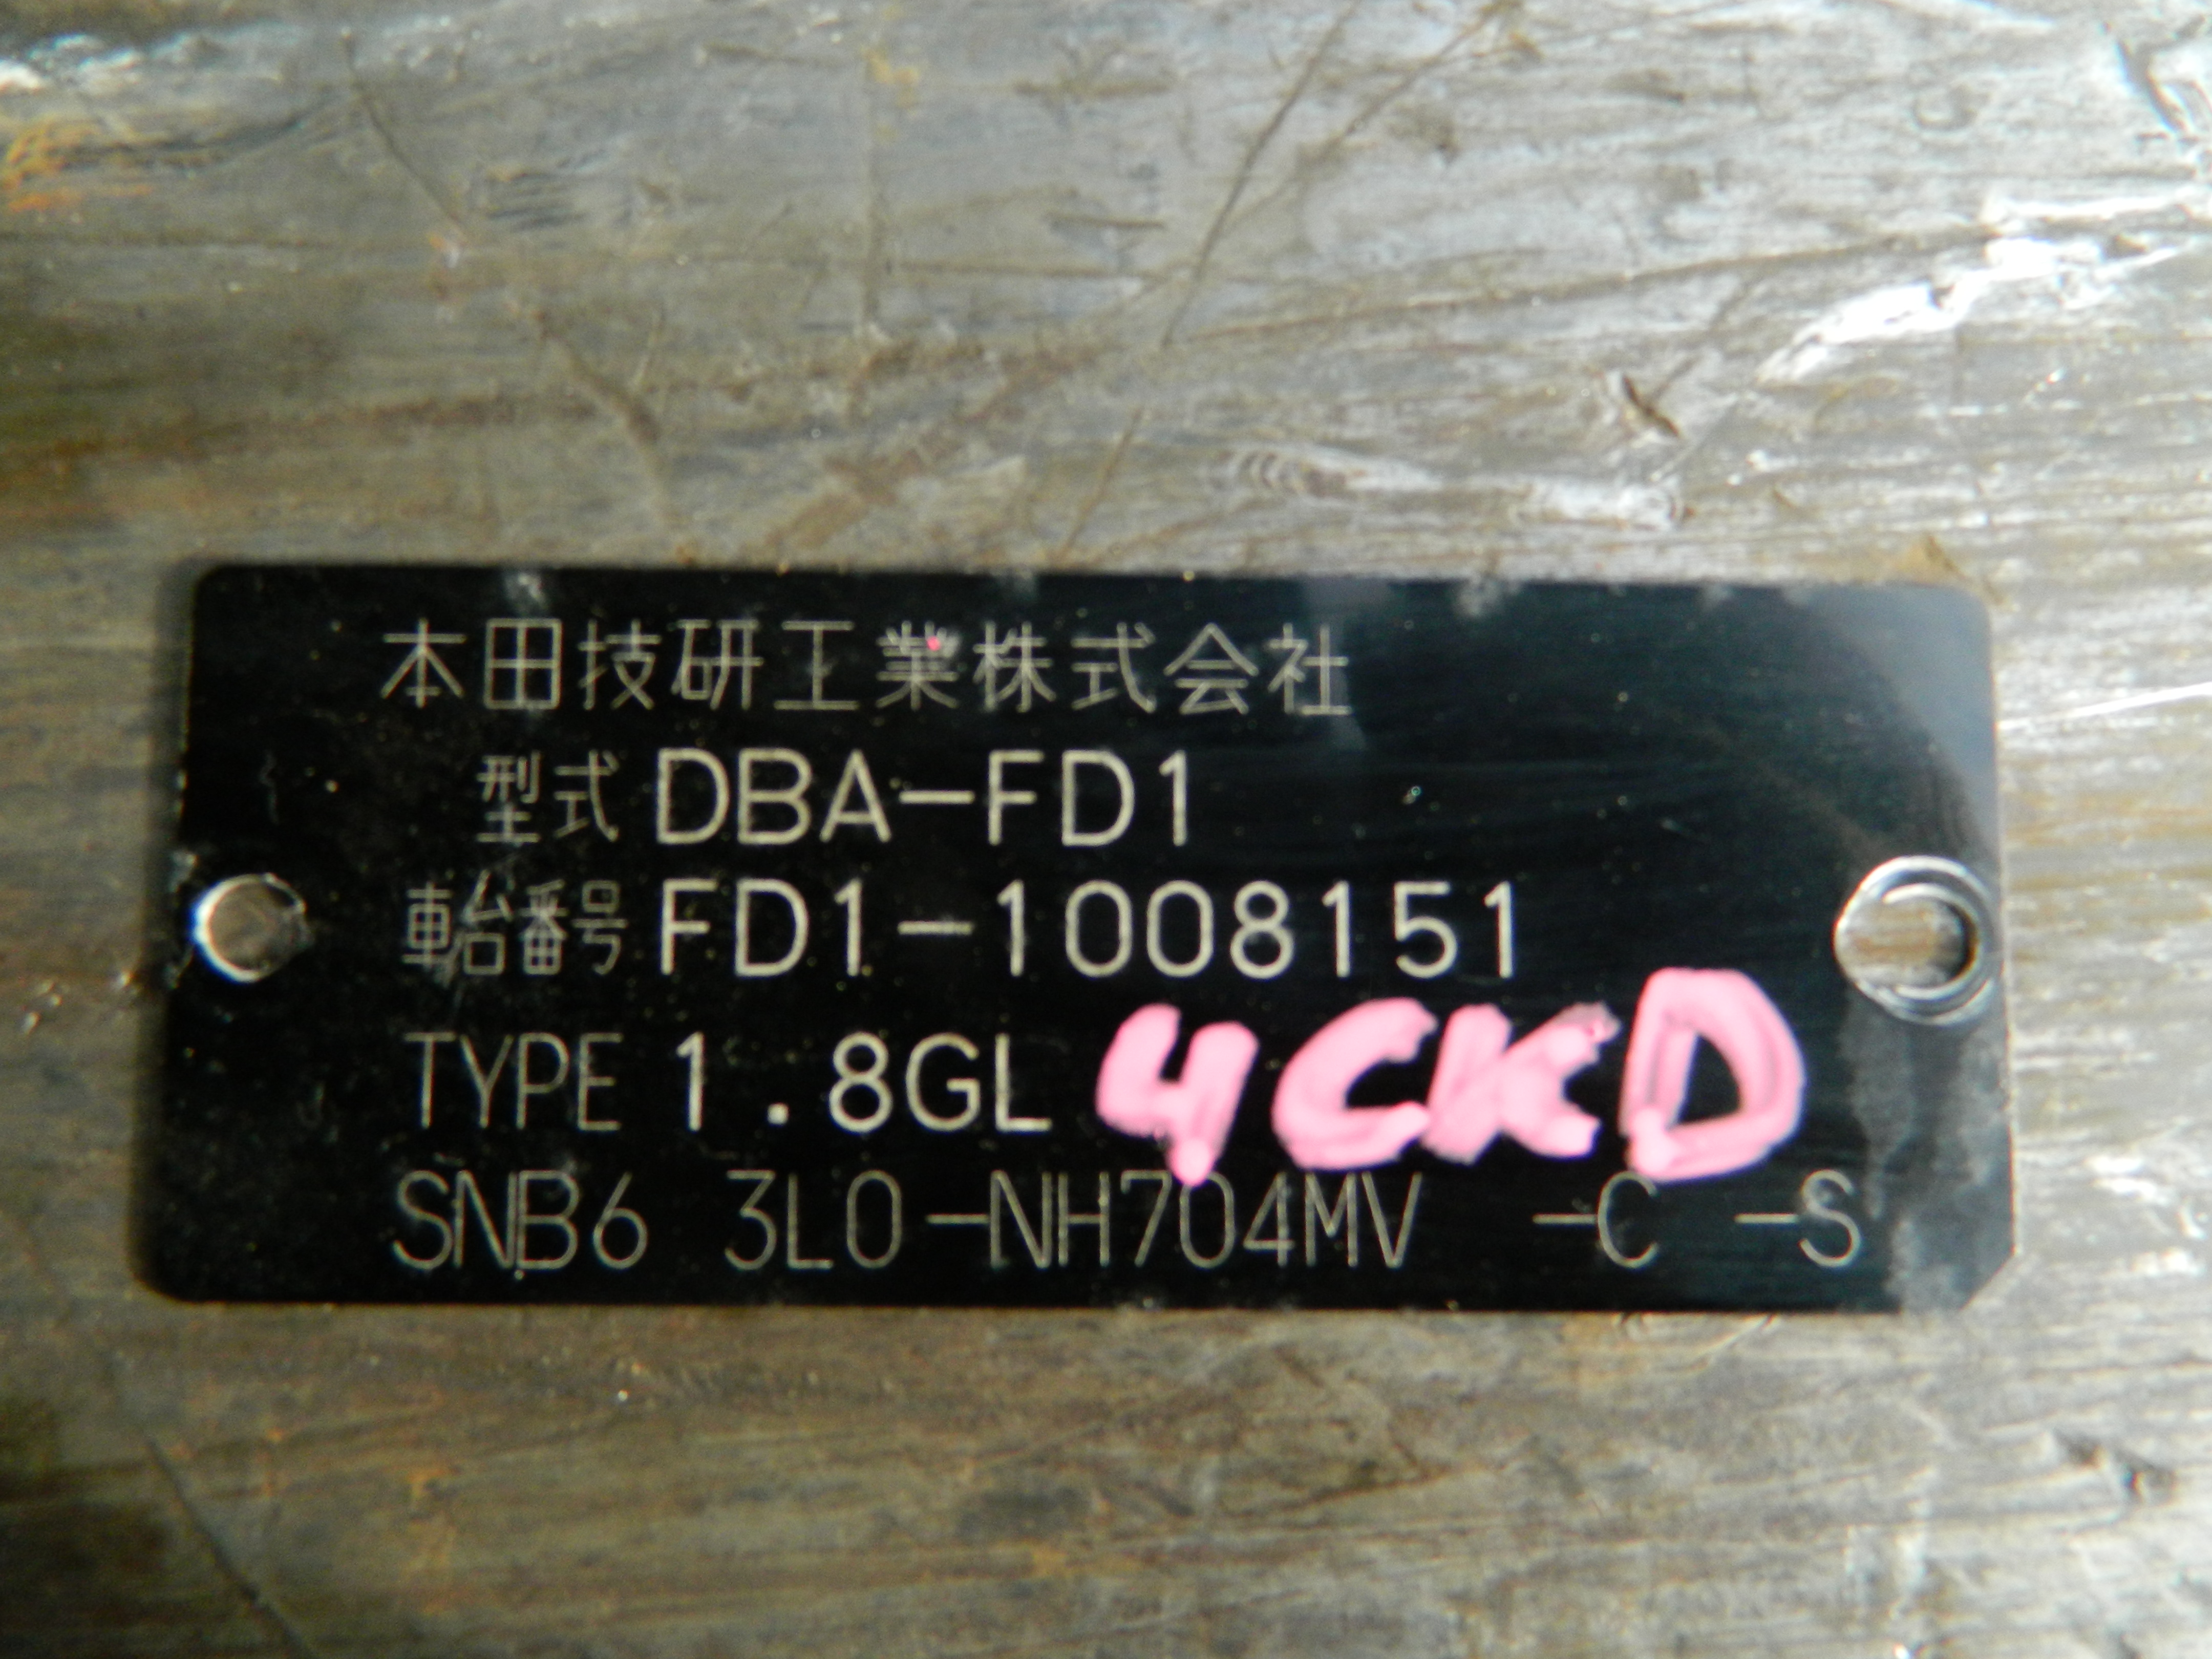 本田技研工業株式会社
型式 DBA-FD1
車台番号 FD1-1008151
TYPE 1.8GL 4CKD
SNB6 3L0-NH704MV -C -S